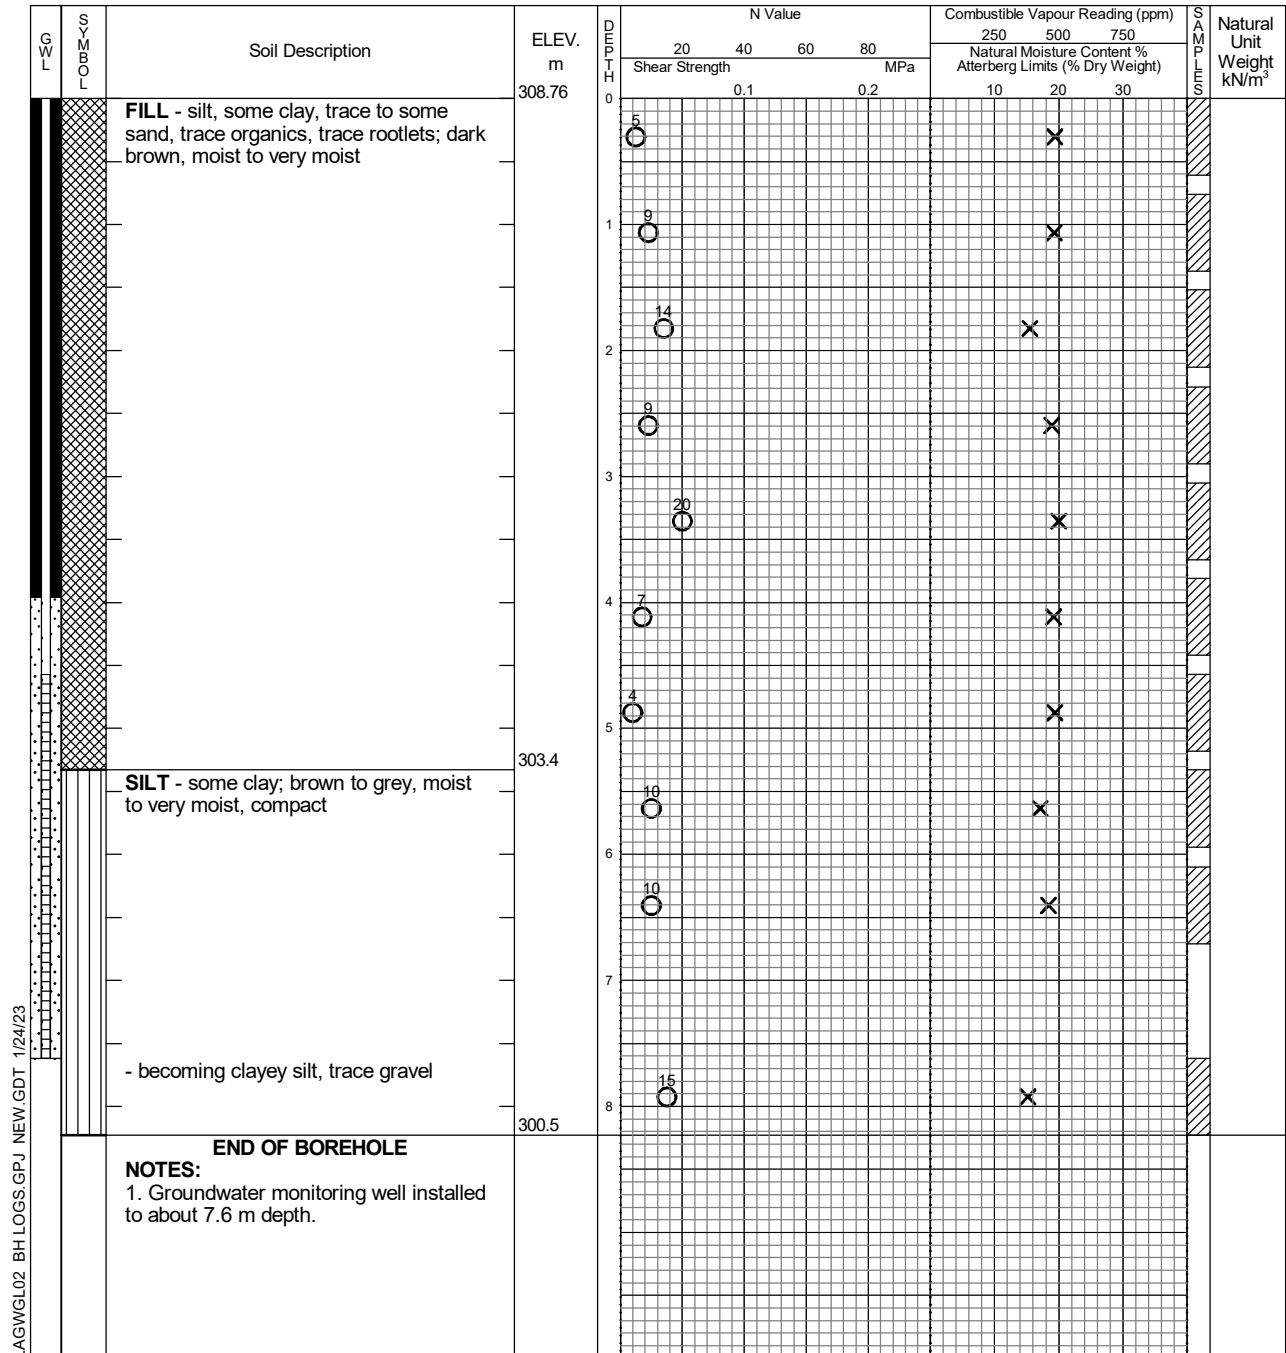 GWL
SYMBOL
Soil Description
ELEV.
m
308.76
DEPTH
N Value
20 40 60 80
Shear Strength MPa
0.1 0.2
Combustible Vapour Reading (ppm)
250 500 750
Natural Moisture Content %
Atterberg Limits (% Dry Weight)
10 20 30
SAMPLES
Natural
Unit
Weight
kN/m³
0
FILL - silt, some clay, trace to some
sand, trace organics, trace rootlets; dark
brown, moist to very moist
5
1
9
14
2
9
3
20
4
7
4
5
303.4
SILT - some clay; brown to grey, moist
to very moist, compact
10
6
10
7
- becoming clayey silt, trace gravel
15
8
300.5
END OF BOREHOLE
NOTES:
1. Groundwater monitoring well installed
to about 7.6 m depth.
AGWGL02 BH LOGS.GPJ NEW.GDT 1/24/23